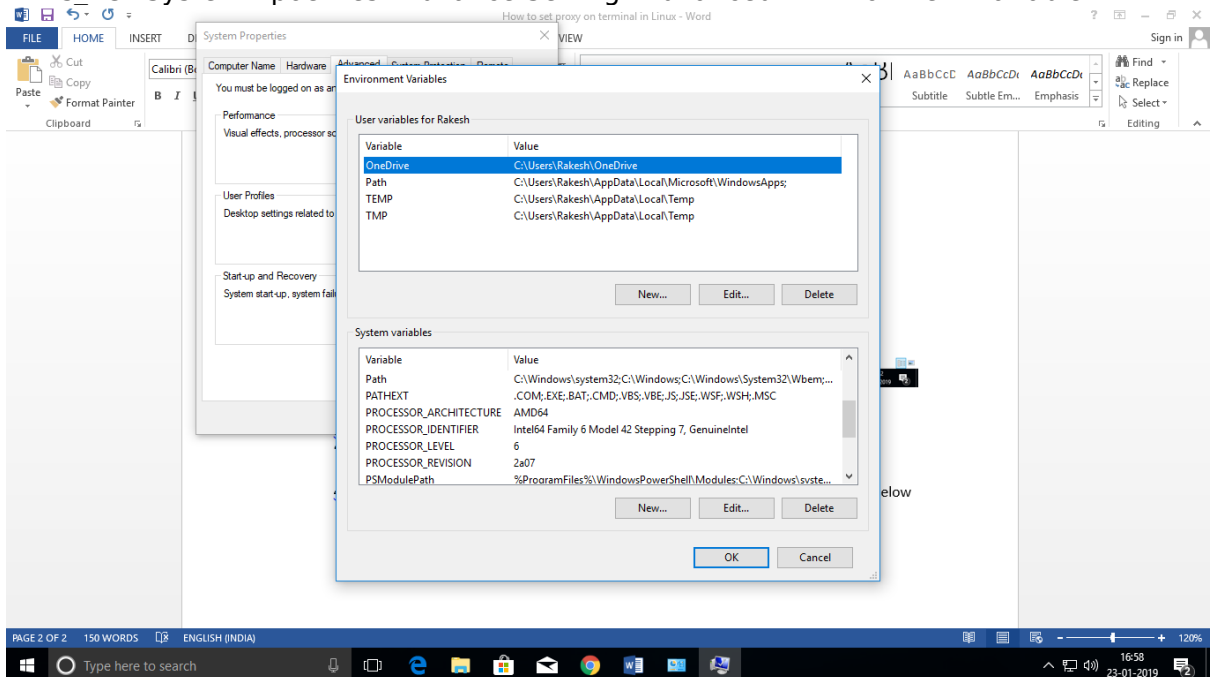 How to set proxy on terminal in Linux - Word
FILE HOME INSERT
System Properties
VIEW
Sign in
Cut
Copy
Paste
Format Painter
Clipboard
Calibri
B I
Computer Name Hardware Advanced System Protection Remote
You must be logged on as an
Performance
Visual effects, processor
User Profiles
Desktop settings related to
Start-up and Recovery
System start-up, system
AaBbCcD AaBbCcDc AaBbCcDc
Subtitle Subtle Em... Emphasis
Find
Replace
Select
Editing
Environment Variables
User variables for Rakesh
Variable Value
OneDrive C:\Users\Rakesh\OneDrive
Path C:\Users\Rakesh\AppData\Local\Microsoft\WindowsApps;
TEMP C:\Users\Rakesh\AppData\Local\Temp
TMP C:\Users\Rakesh\AppData\Local\Temp
New... Edit... Delete
System variables
Variable Value
Path C:\Windows\system32;C:\Windows;C:\Windows\System32\Wbem;...
PATHEXT .COM;.EXE;.BAT;.CMD;.VBS;.VBE;.JS;.JSE;.WSF;.WSH;.MSC
PROCESSOR_ARCHITECTURE AMD64
PROCESSOR_IDENTIFIER Intel64 Family 6 Model 42 Stepping 7, GenuineIntel
PROCESSOR_LEVEL 6
PROCESSOR_REVISION 2a07
PSModulePath %ProgramFiles%\WindowsPowerShell\Modules;C:\Windows\syste...
New... Edit... Delete
OK Cancel
elow
PAGE 2 OF 2 150 WORDS ENGLISH (INDIA)
120%
Type here to search
16:58
23-01-2019
2